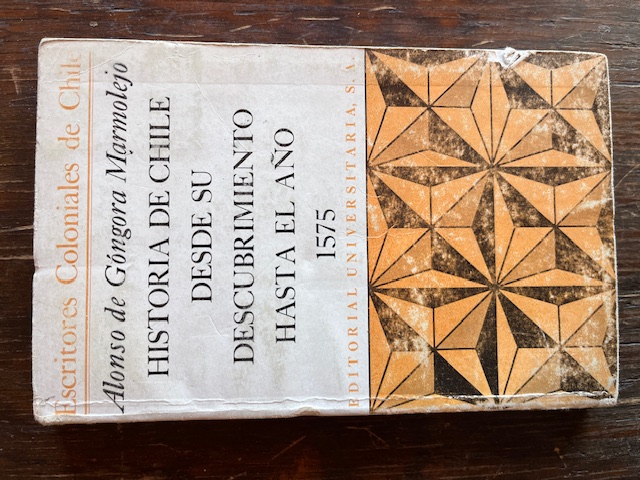 Escritores Coloniales de Chile
Alonso de Góngora Marmolejo
HISTORIA DE CHILE
DESDE SU
DESCUBRIMIENTO
HASTA EL AÑO
1575
EDITORIAL UNIVERSITARIA, S. A.